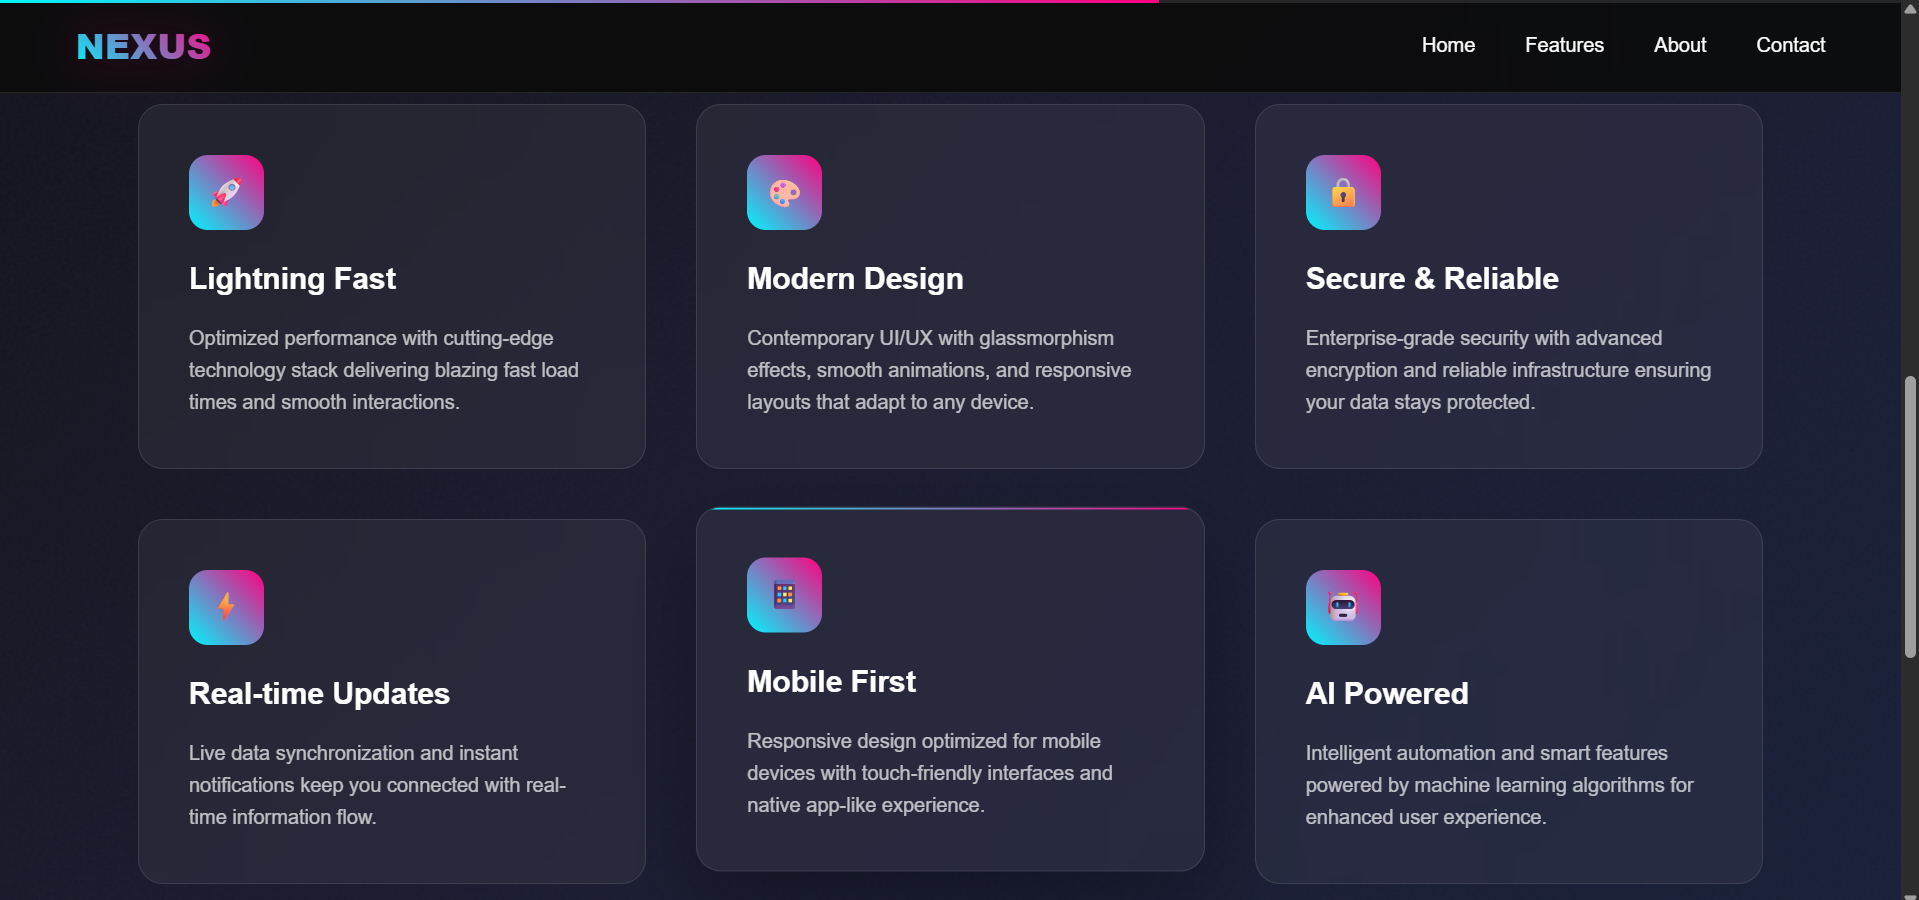 NEXUS
Home
Features
About
Contact
Lightning Fast
Optimized performance with cutting-edge
technology stack delivering blazing fast load
times and smooth interactions.
Modern Design
Contemporary UI/UX with glassmorphism
effects, smooth animations, and responsive
layouts that adapt to any device.
Secure & Reliable
Enterprise-grade security with advanced
encryption and reliable infrastructure ensuring
your data stays protected.
Real-time Updates
Live data synchronization and instant
notifications keep you connected with real-
time information flow.
Mobile First
Responsive design optimized for mobile
devices with touch-friendly interfaces and
native app-like experience.
AI Powered
Intelligent automation and smart features
powered by machine learning algorithms for
enhanced user experience.